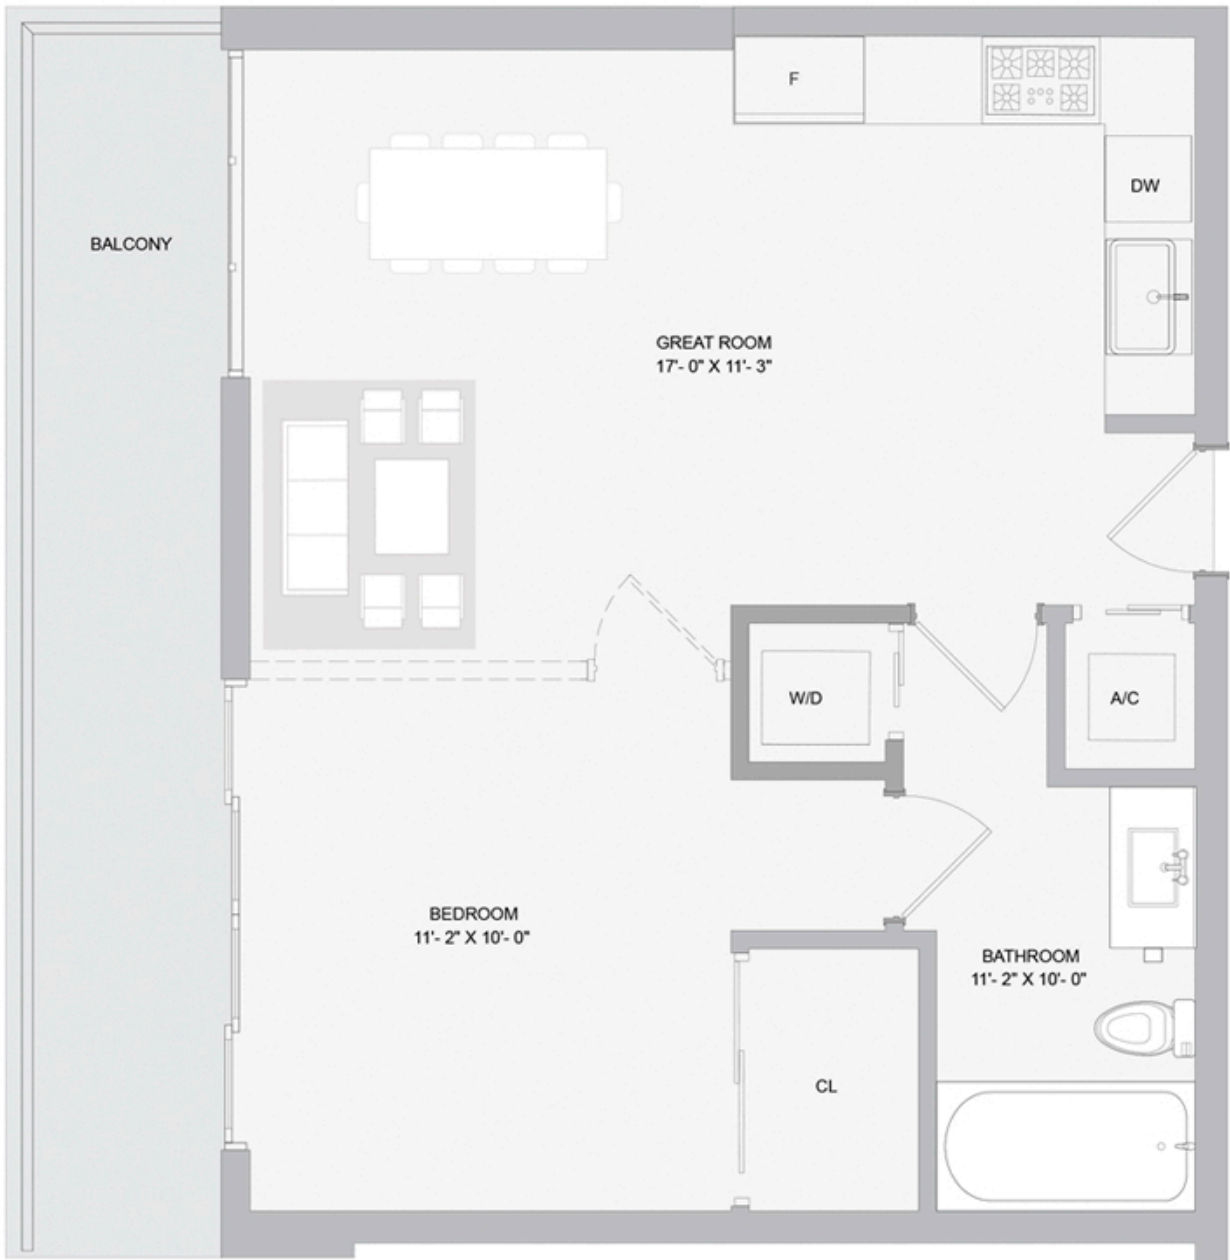 F
DW
BALCONY
GREAT ROOM
17'- 0" X 11'- 3"
W/D
A/C
BEDROOM
11'- 2" X 10'- 0"
BATHROOM
11'- 2" X 10'- 0"
CL